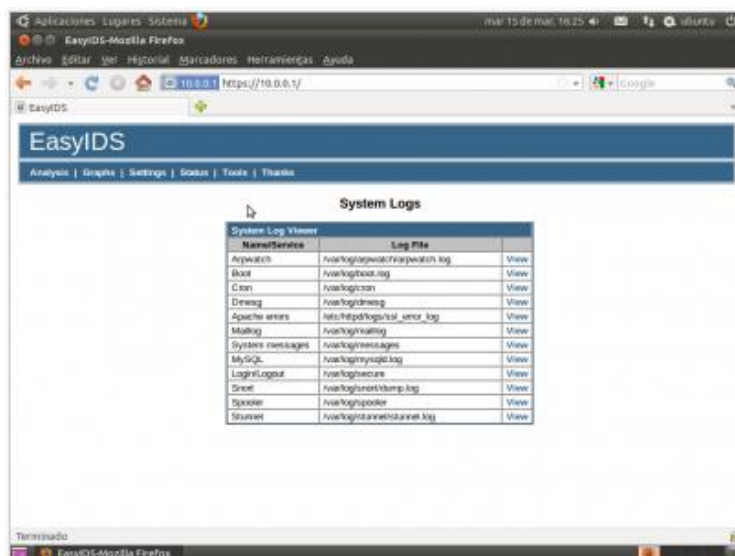 Aplicaciones Lugares Sistema mar 15 de mar, 16:25 ubuntu
EasyIDS-Mozilla Firefox
Archivo Editar Ver Historial Marcadores Herramientas Ayuda
10.0.0.1 https://10.0.0.1/ Google
EasyIDS
EasyIDS
Analysis | Graphs | Settings | Status | Tools | Thanks
System Logs
System Log Viewer
Name/Service Log File
Arpwatch /var/log/arpwatch/arpwatch.log View
Boot /var/log/boot.log View
Cron /var/log/cron View
Dmesg /var/log/dmesg View
Apache errors /etc/httpd/logs/ssl_error_log View
Maillog /var/log/maillog View
System messages /var/log/messages View
MySQL /var/log/mysqld.log View
Login/Logout /var/log/secure View
Snort /var/log/snort/dump.log View
Spooler /var/log/spooler View
Stunnel /var/log/stunnel/stunnel.log View
Terminado
EasyIDS-Mozilla Firefox